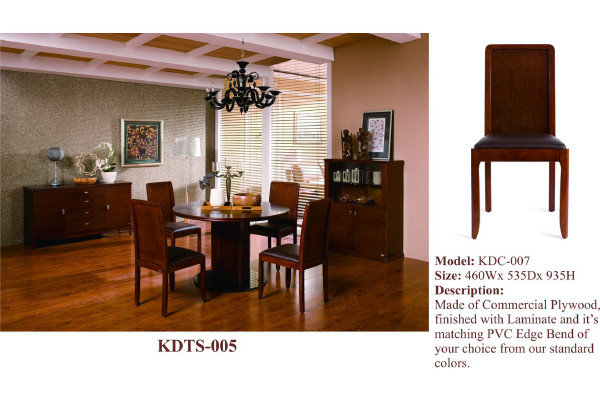 KDTS-005
Model: KDC-007
Size: 460Wx 535Dx 935H
Description:
Made of Commercial Plywood,
finished with Laminate and it's
matching PVC Edge Bend of
your choice from our standard
colors.